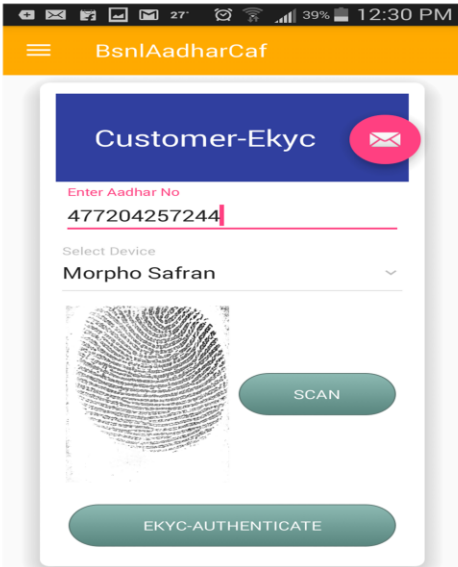 27° 39% 12:30 PM
BsnlAadharCaf
Customer-Ekyc
Enter Aadhar No
477204257244
Select Device
Morpho Safran
SCAN
EKYC-AUTHENTICATE